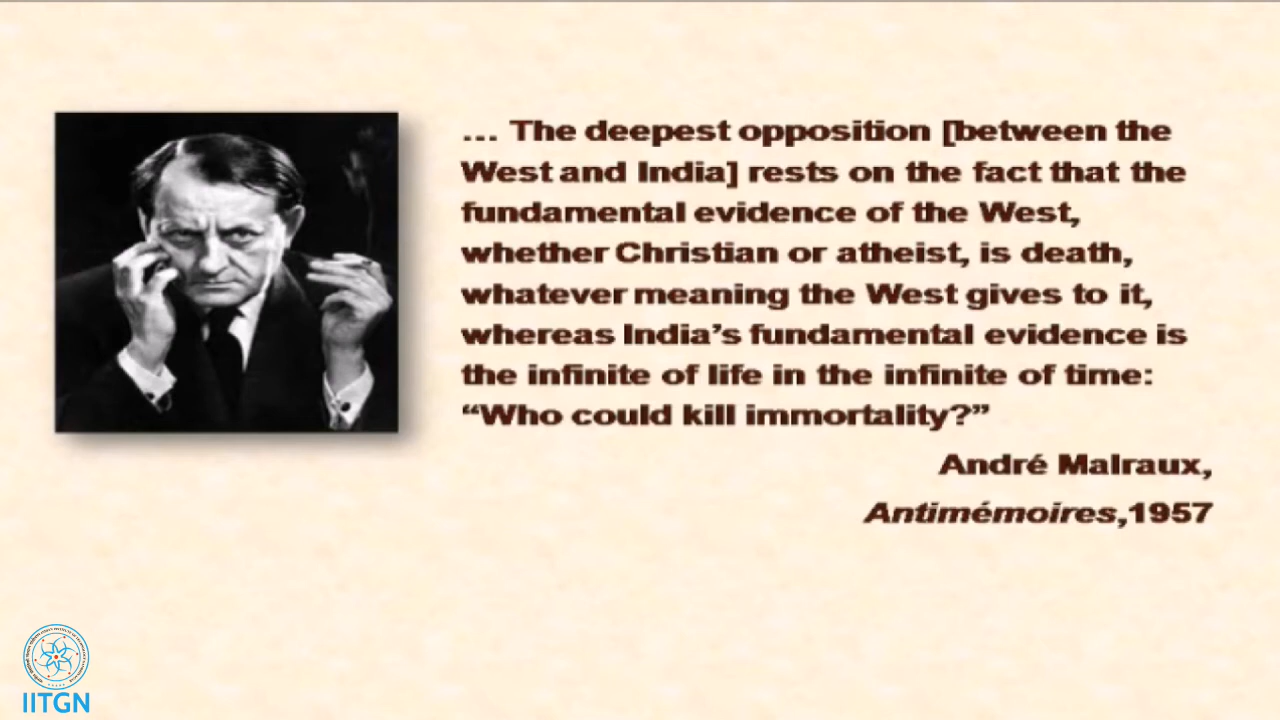 … The deepest opposition [between the
West and India] rests on the fact that the
fundamental evidence of the West,
whether Christian or atheist, is death,
whatever meaning the West gives to it,
whereas India’s fundamental evidence is
the infinite of life in the infinite of time:
“Who could kill immortality?”
André Malraux,
Antimémoires,1957
IITGN